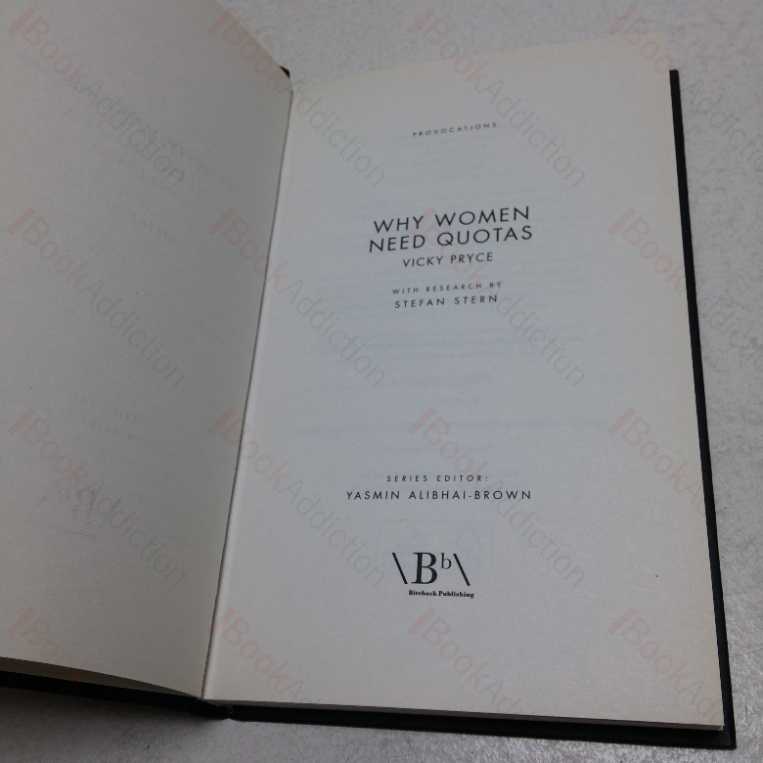 PROVOCATIONS
WHY WOMEN
NEED QUOTAS
VICKY PRYCE
WITH RESEARCH BY
STEFAN STERN
SERIES EDITOR:
YASMIN ALIBHAI-BROWN
\Bb\
Biteback Publishing
BookAddiction